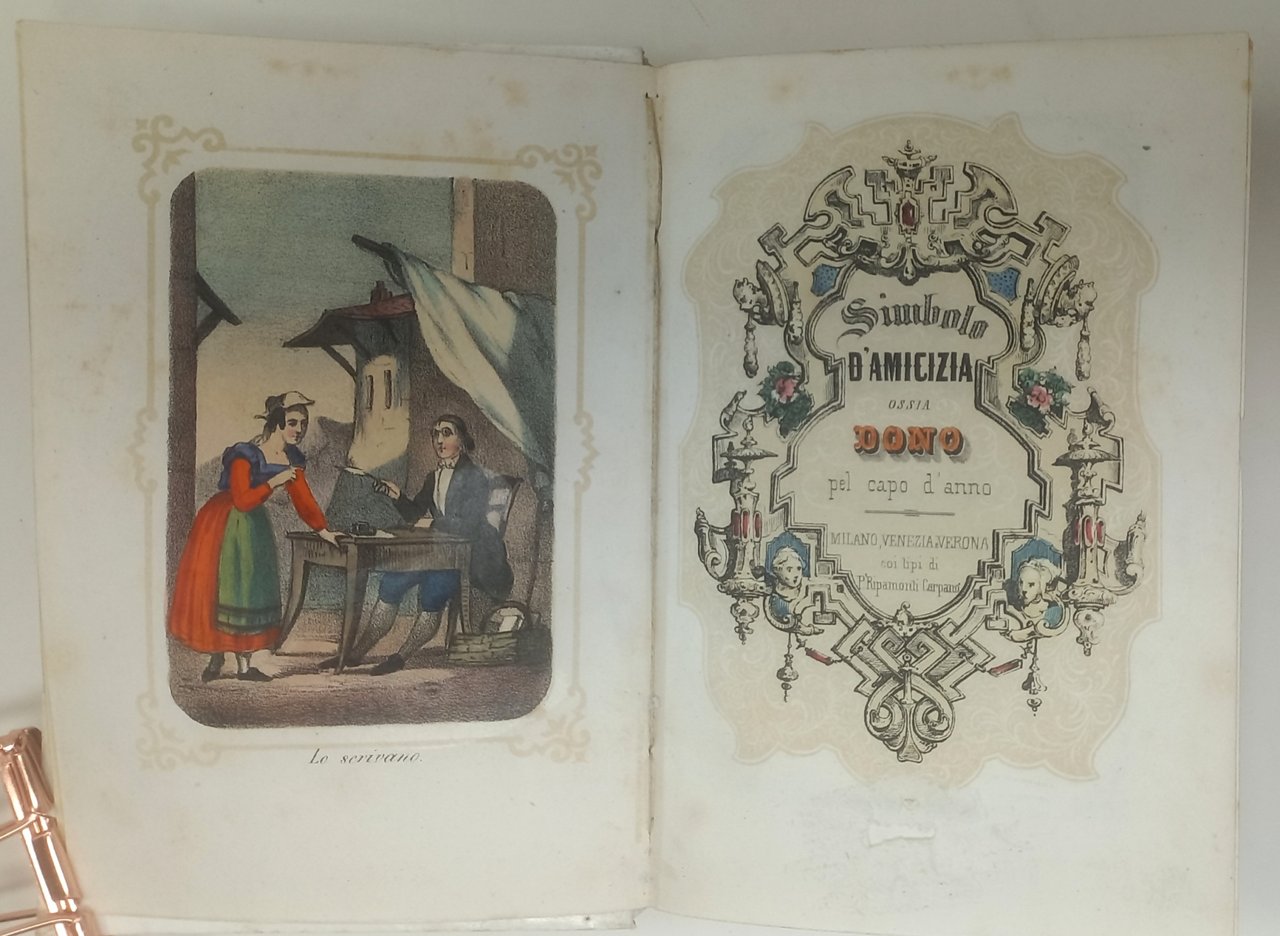 Lo scrivano.
Simbolo
D'AMICIZIA
OSSIA
DONO
pel capo d'anno
MILANO, VENEZIA e VERONA
coi tipi di
P. Ripamonti Carpano